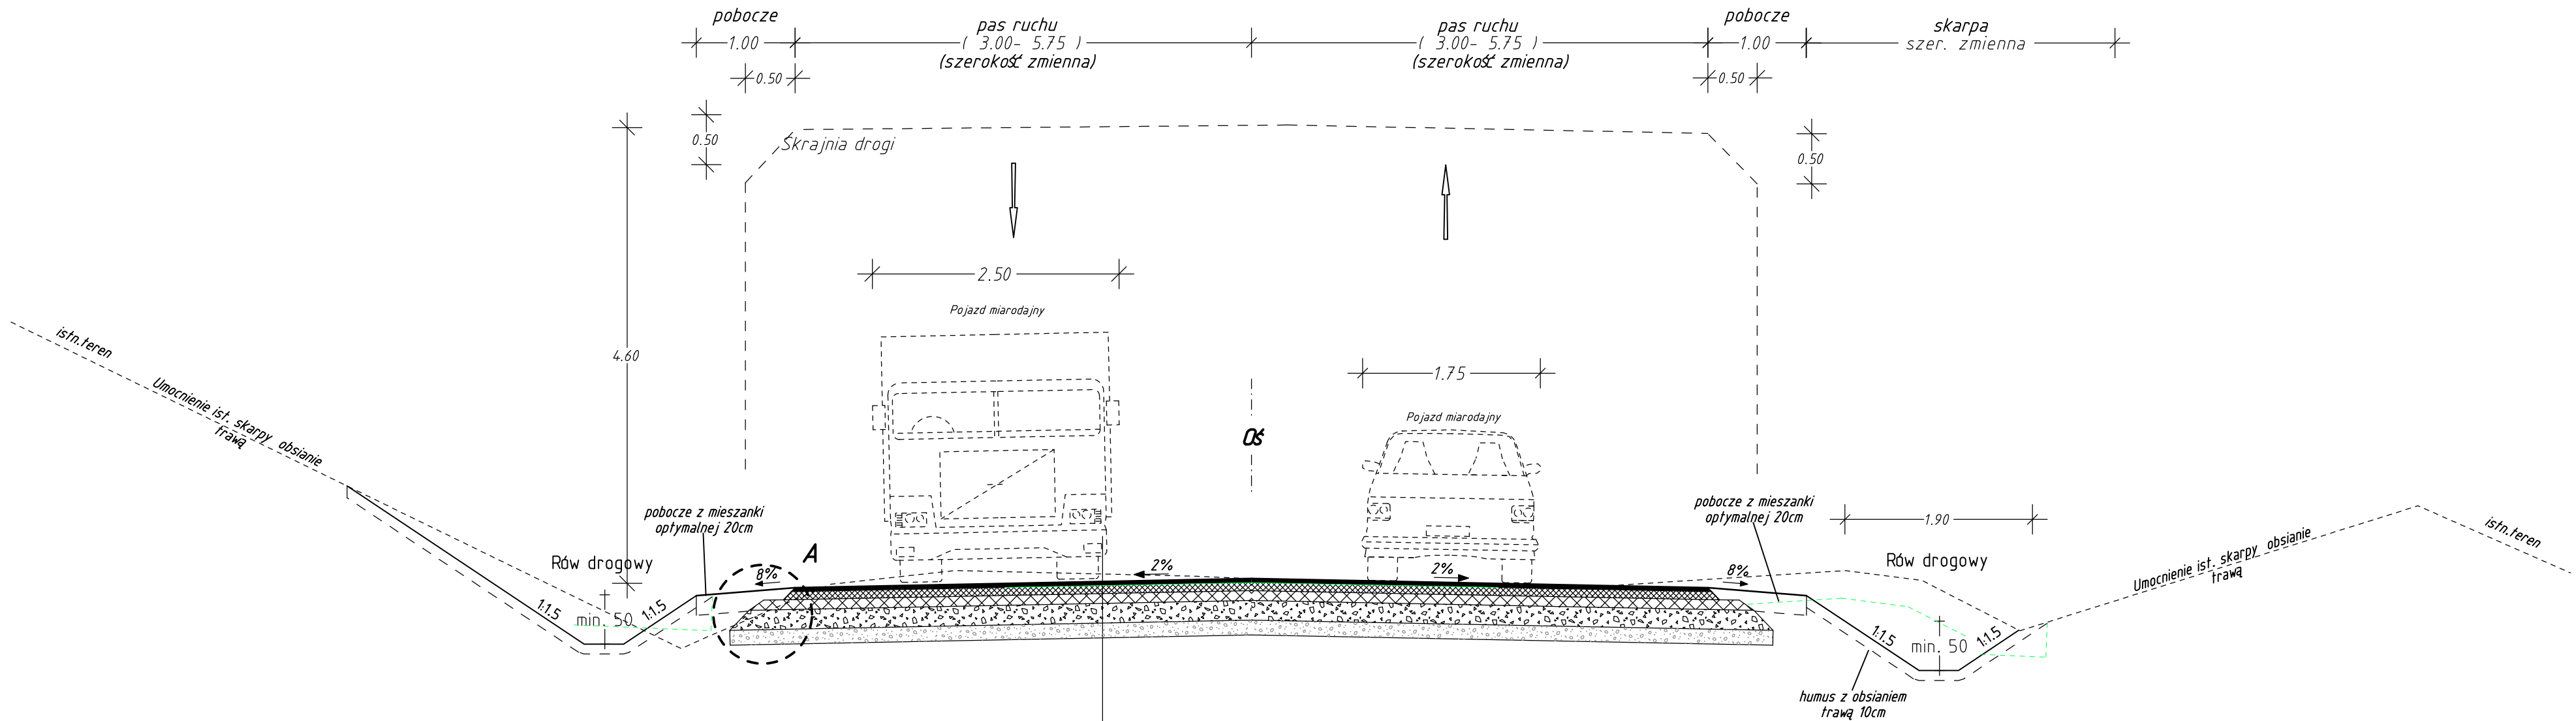 pobocze
pas ruchu
pas ruchu
pobocze
skarpa
1.00
( 3.00- 5.75 )
( 3.00- 5.75 )
1.00
szer. zmienna
(szerokość zmienna)
(szerokość zmienna)
0.50
0.50
0.50
Skrajnia drogi
0.50
2.50
Pojazd miarodajny
istn.teren
4.60
1.75
Umocnienie ist. skarpy obsianie
trawą
Pojazd miarodajny
Oś
pobocze z mieszanki
optymalnej 20cm
pobocze z mieszanki
optymalnej 20cm
1.90
istn.teren
Rów drogowy
A
Rów drogowy
Umocnienie ist. skarpy obsianie
trawą
8%
2%
2%
8%
1:1.5
min. 50
1:1.5
1:1.5
min. 50
1:1.5
humus z obsianiem
trawą 10cm